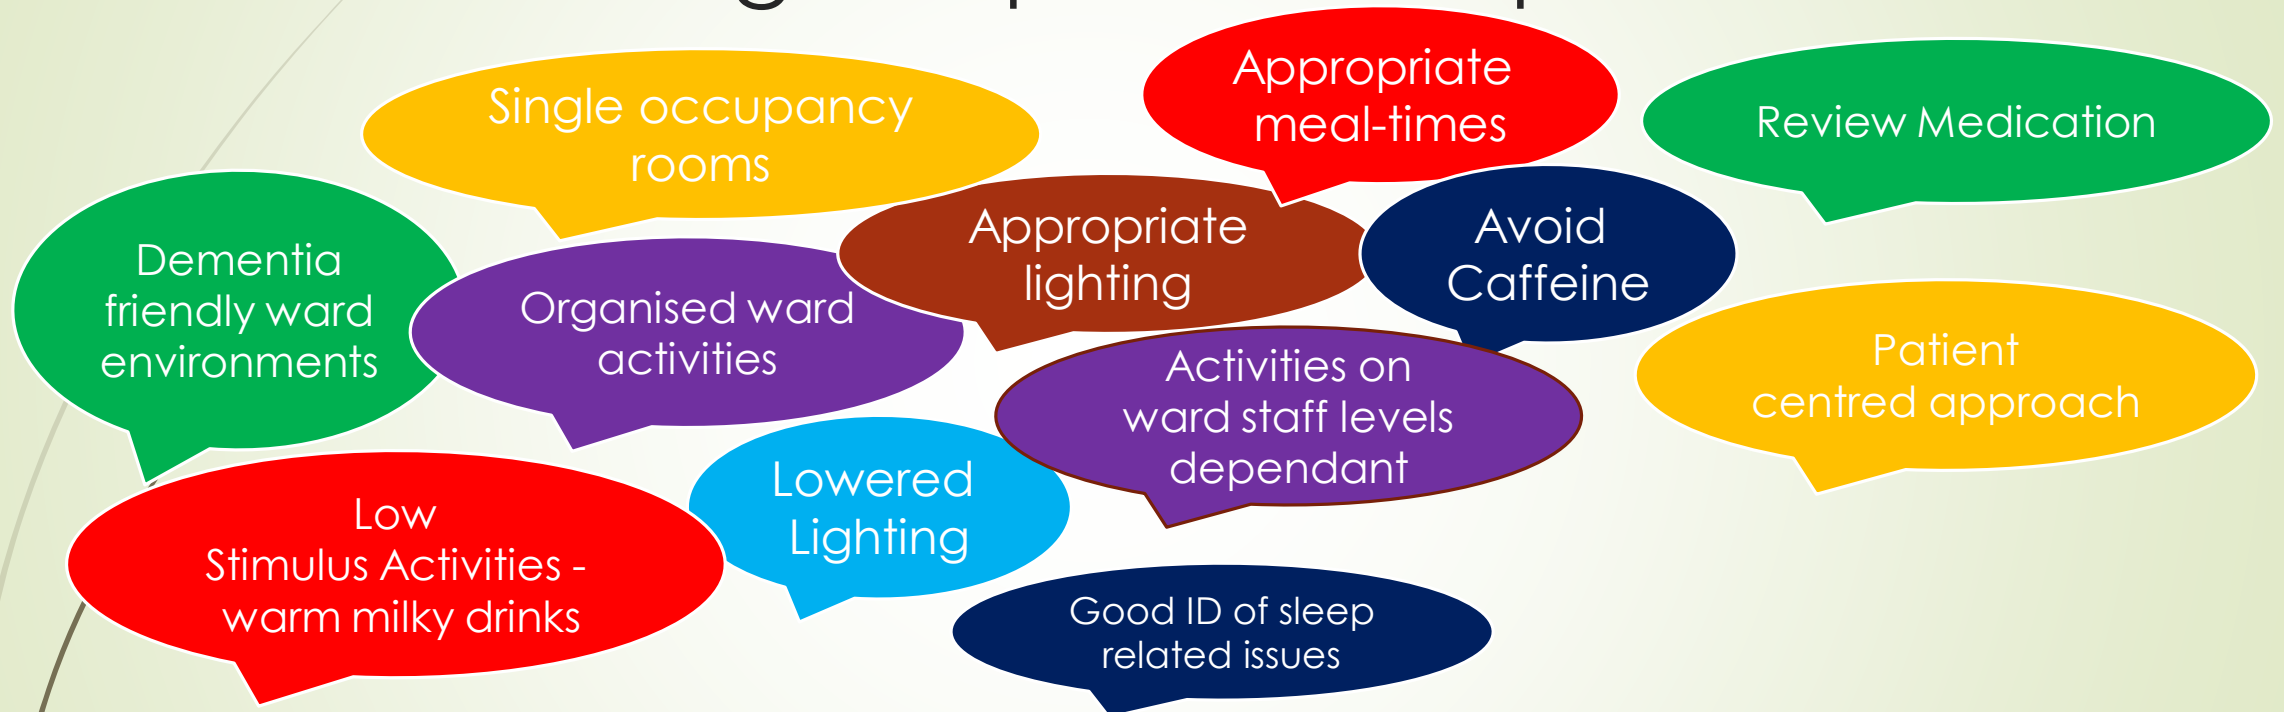 Single occupancy
rooms
Appropriate
meal-times
Review Medication
Dementia
friendly ward
environments
Organised ward
activities
Appropriate
lighting
Avoid
Caffeine
Activities on
ward staff levels
dependant
Patient
centred approach
Low
Stimulus Activities -
warm milky drinks
Lowered
Lighting
Good ID of sleep
related issues